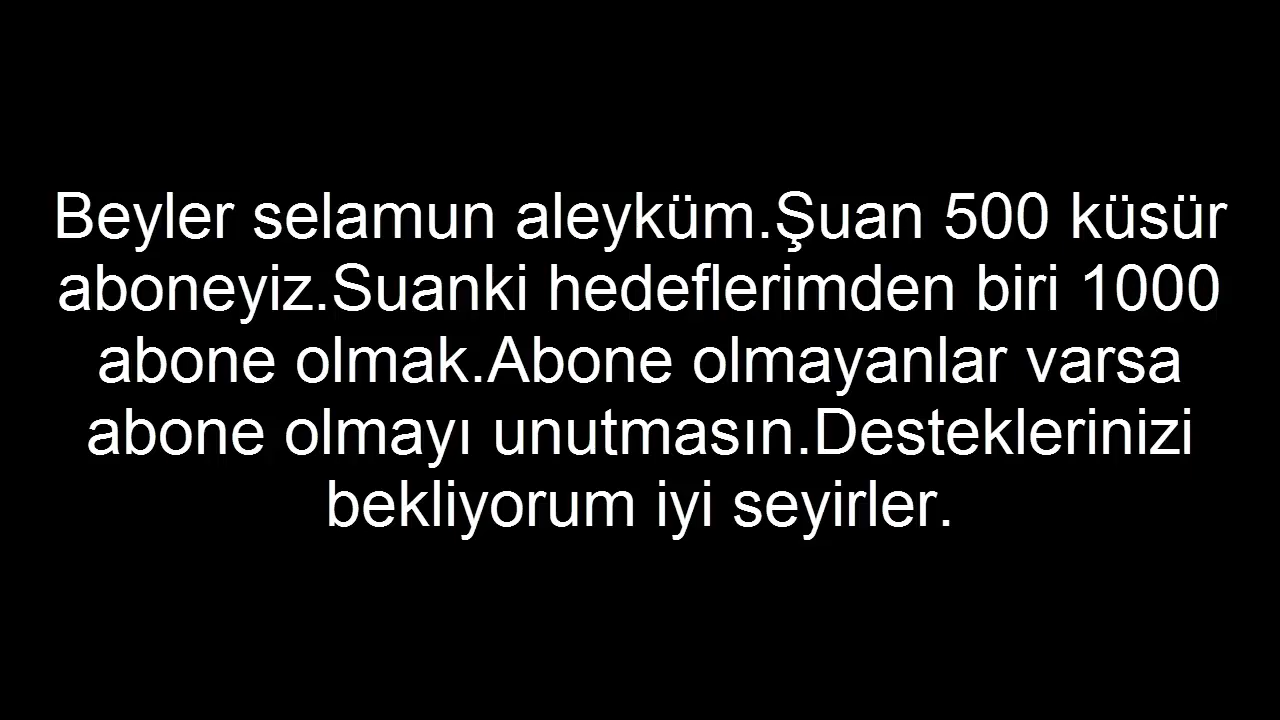 Beyler selamun aleyküm.Şuan 500 küsür
aboneyiz.Suanki hedeflerimden biri 1000
abone olmak.Abone olmayanlar varsa
abone olmayı unutmasın.Desteklerinizi
bekliyorum iyi seyirler.